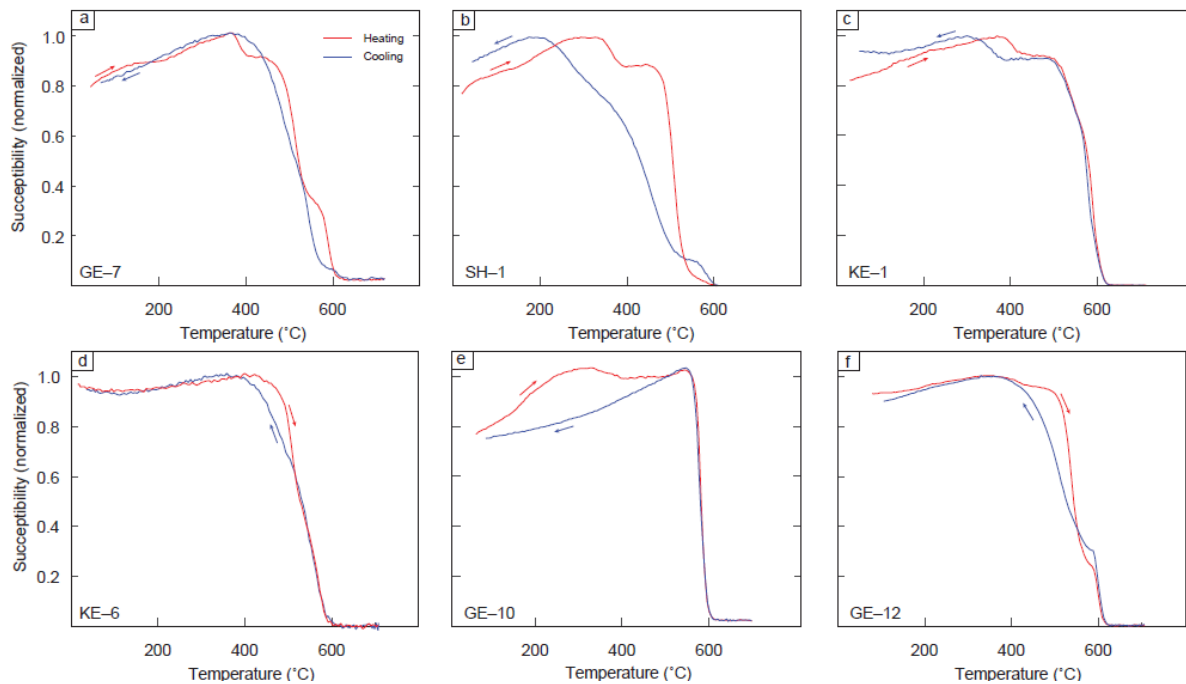 a
Heating
Cooling
1.0
0.8
0.6
0.4
0.2
Susceptibility (normalized)
GE–7
200
400
600
Temperature (˚C)
b
SH–1
200
400
600
Temperature (˚C)
c
KE–1
200
400
600
Temperature (˚C)
d
1.0
0.8
0.6
0.4
0.2
Susceptibility (normalized)
KE–6
200
400
600
Temperature (˚C)
e
GE–10
200
400
600
Temperature (˚C)
f
GE–12
200
400
600
Temperature (˚C)